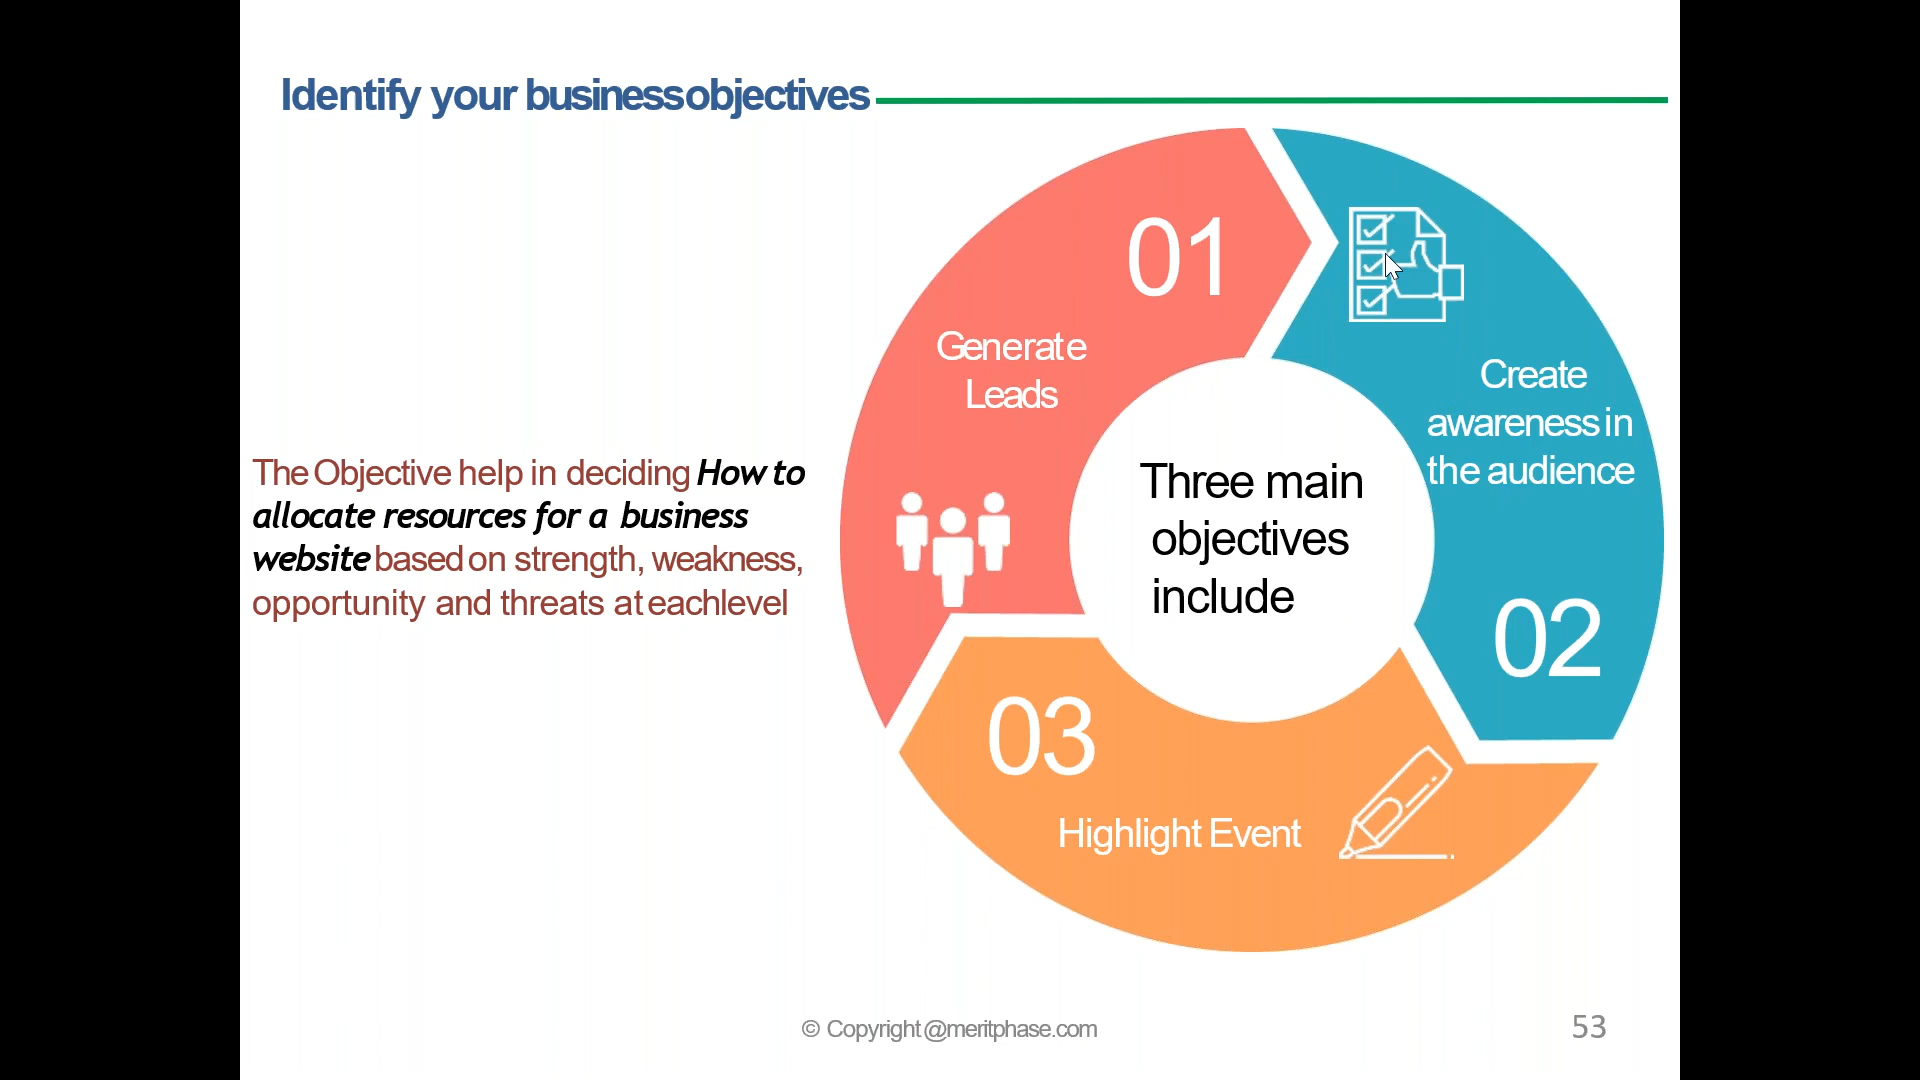 Identify your business objectives
The Objective help in deciding How to
allocate resources for a business
website based on strength, weakness,
opportunity and threats at each level
01
Generate
Leads
Create
awareness in
the audience
02
03
Highlight Event
Three main
objectives
include
© Copyright @meritphase.com
53